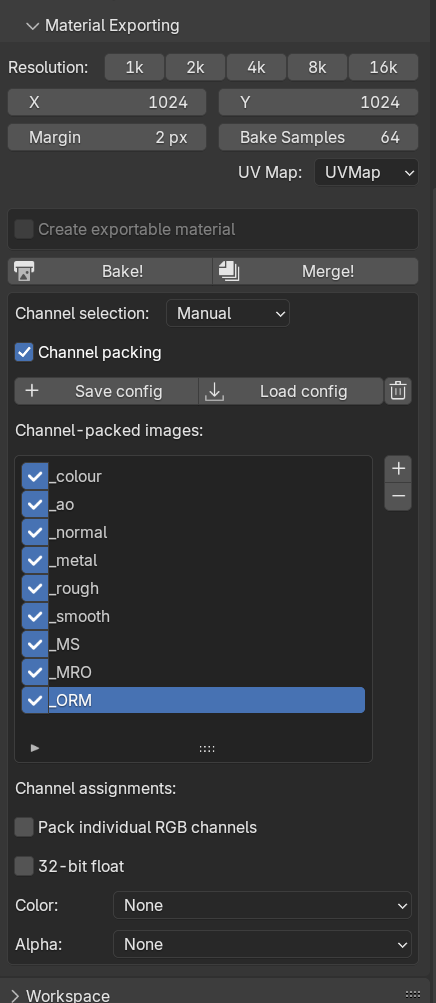 Material Exporting
Resolution: 1k 2k 4k 8k 16k
X 1024 Y 1024
Margin 2 px Bake Samples 64
UV Map: UVMap
Create exportable material
Bake! Merge!
Channel selection: Manual
Channel packing
Save config Load config
Channel-packed images:
_colour
_ao
_normal
_metal
_rough
_smooth
_MS
_MRO
_ORM
Channel assignments:
Pack individual RGB channels
32-bit float
Color: None
Alpha: None
Workspace